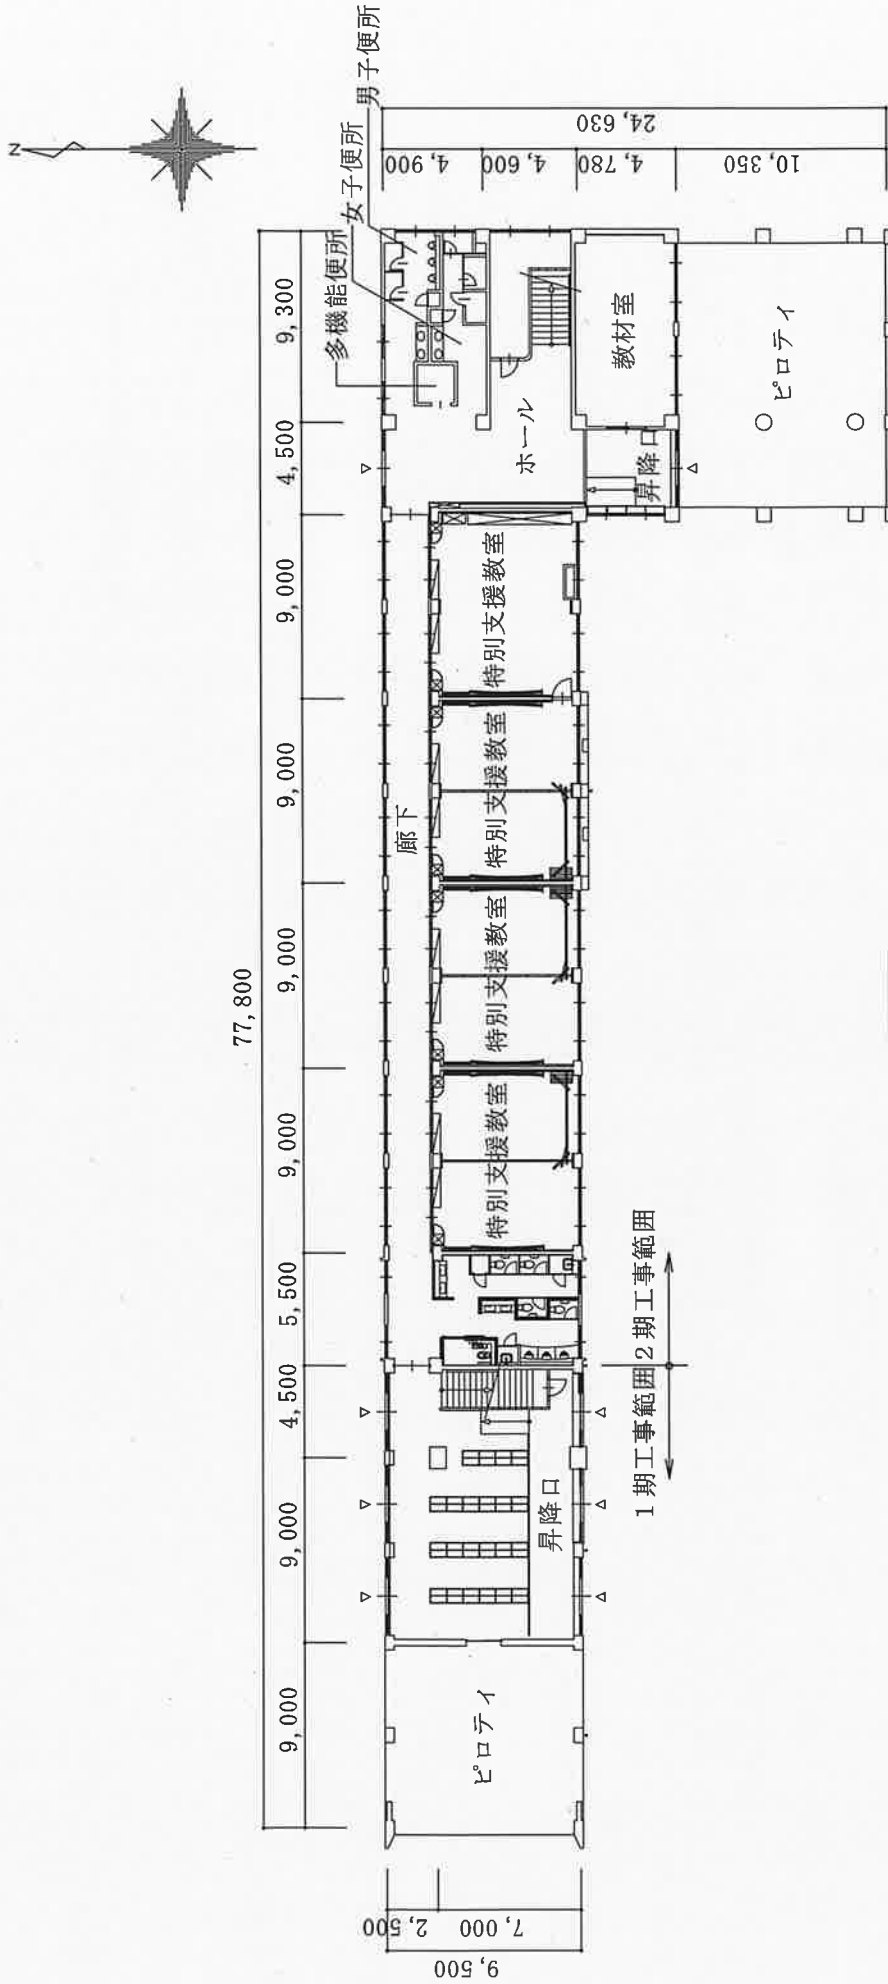 N
77,800
9,000
9,000
4,500
5,500
9,000
9,000
9,000
9,000
4,500
9,300
9,500
2,500
7,000
4,900
4,600
4,780
10,350
24,630
ピロティ
昇降口
廊下
特別支援教室
特別支援教室
特別支援教室
特別支援教室
特別支援教室
特別支援教室
特別支援教室
ホール
多機能便所
女子便所
男子便所
教材室
昇降口
ピロティ
1期工事範囲
2期工事範囲